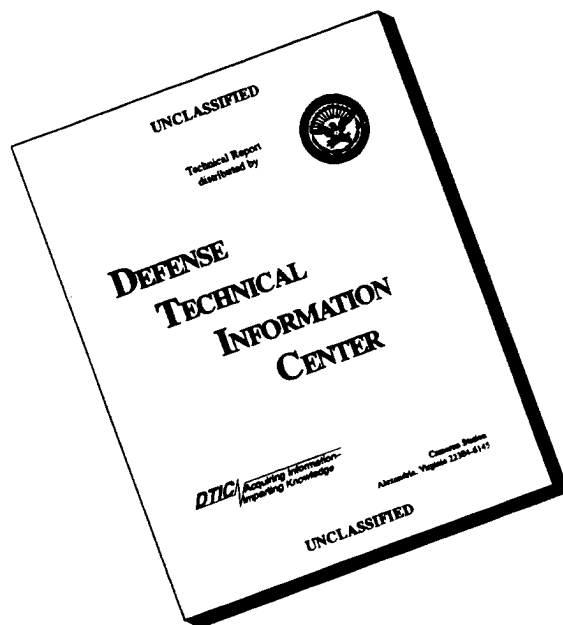 UNCLASSIFIED
Technical Report
distributed by
DEFENSE
TECHNICAL
INFORMATION
CENTER
DTIC
Acquiring Information-
Imparting Knowledge
Cameron Station
Alexandria, Virginia 22304-6145
UNCLASSIFIED